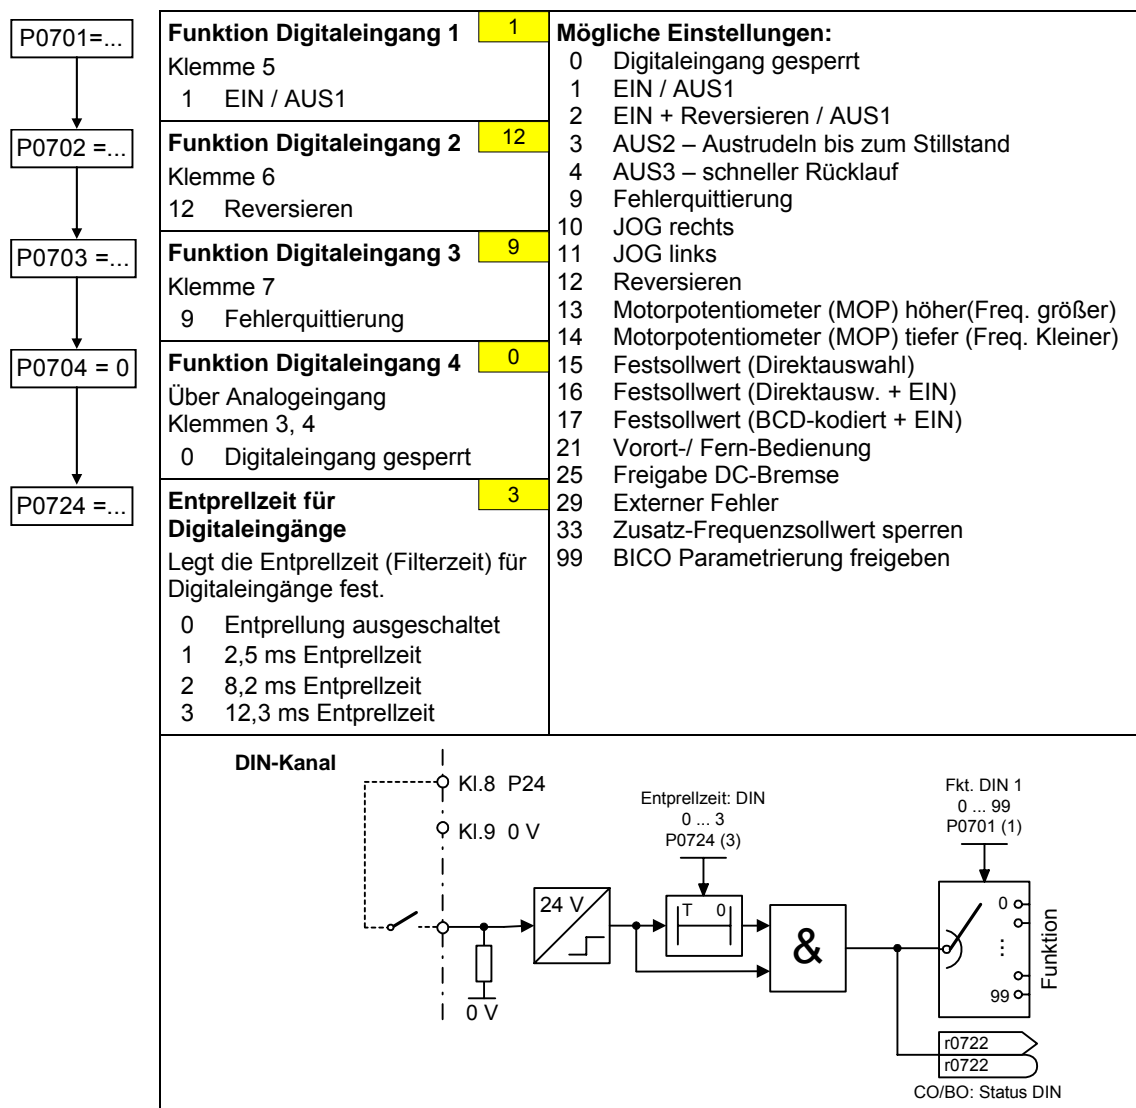 P0701=...
P0702 =...
P0703 =...
P0704 = 0
P0724 =...
Funktion Digitaleingang 1 1
Klemme 5
1 EIN / AUS1
Funktion Digitaleingang 2 12
Klemme 6
12 Reversieren
Funktion Digitaleingang 3 9
Klemme 7
9 Fehlerquittierung
Funktion Digitaleingang 4 0
Über Analogeingang
Klemmen 3, 4
0 Digitaleingang gesperrt
Entprellzeit für 3
Digitaleingänge
Legt die Entprellzeit (Filterzeit) für
Digitaleingänge fest.
0 Entprellung ausgeschaltet
1 2,5 ms Entprellzeit
2 8,2 ms Entprellzeit
3 12,3 ms Entprellzeit
Mögliche Einstellungen:
0 Digitaleingang gesperrt
1 EIN / AUS1
2 EIN + Reversieren / AUS1
3 AUS2 – Austrudeln bis zum Stillstand
4 AUS3 – schneller Rücklauf
9 Fehlerquittierung
10 JOG rechts
11 JOG links
12 Reversieren
13 Motorpotentiometer (MOP) höher(Freq. größer)
14 Motorpotentiometer (MOP) tiefer (Freq. Kleiner)
15 Festsollwert (Direktauswahl)
16 Festsollwert (Direktausw. + EIN)
17 Festsollwert (BCD-kodiert + EIN)
21 Vorort-/ Fern-Bedienung
25 Freigabe DC-Bremse
29 Externer Fehler
33 Zusatz-Frequenzsollwert sperren
99 BICO Parametrierung freigeben
DIN-Kanal
Kl.8 P24
Kl.9 0 V
0 V
24 V
Entprellzeit: DIN
0 ... 3
P0724 (3)
T 0
&
Fkt. DIN 1
0 ... 99
P0701 (1)
0
...
99
Funktion
r0722
r0722
CO/BO: Status DIN